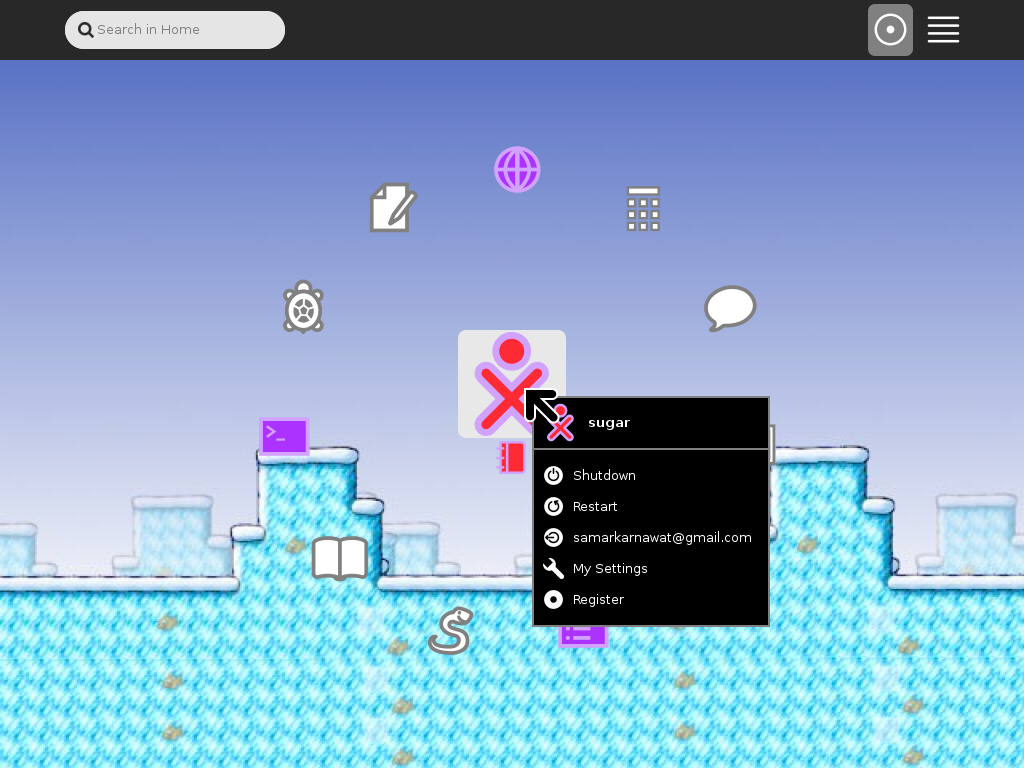 Search in Home
>_
sugar
Shutdown
Restart
samarkarnawat@gmail.com
My Settings
Register